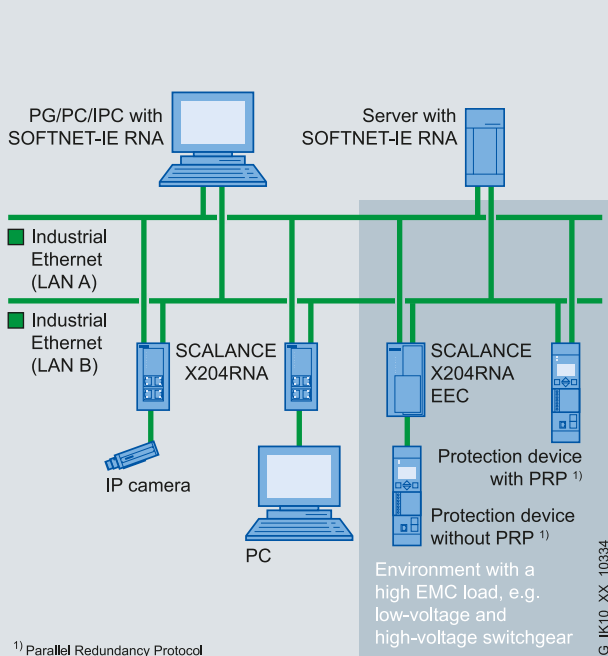 PG/PC/IPC with
SOFTNET-IE RNA
Server with
SOFTNET-IE RNA
Industrial
Ethernet
(LAN A)
Industrial
Ethernet
(LAN B)
SCALANCE
X204RNA
SCALANCE
X204RNA
EEC
IP camera
PC
Protection device
with PRP 1)
Protection device
without PRP 1)
Environment with a
high EMC load, e.g.
low-voltage and
high-voltage switchgear
1) Parallel Redundancy Protocol
G_IK10_XX_10334